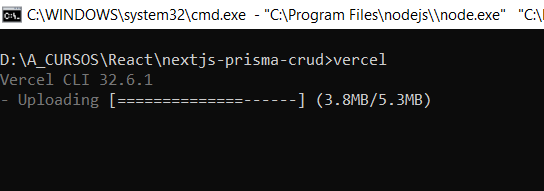 C:\WINDOWS\system32\cmd.exe - "C:\Program Files\nodejs\\node.exe" "C:\
D:\A_CURSOS\React\nextjs-prisma-crud>vercel
Vercel CLI 32.6.1
- Uploading [==============------] (3.8MB/5.3MB)